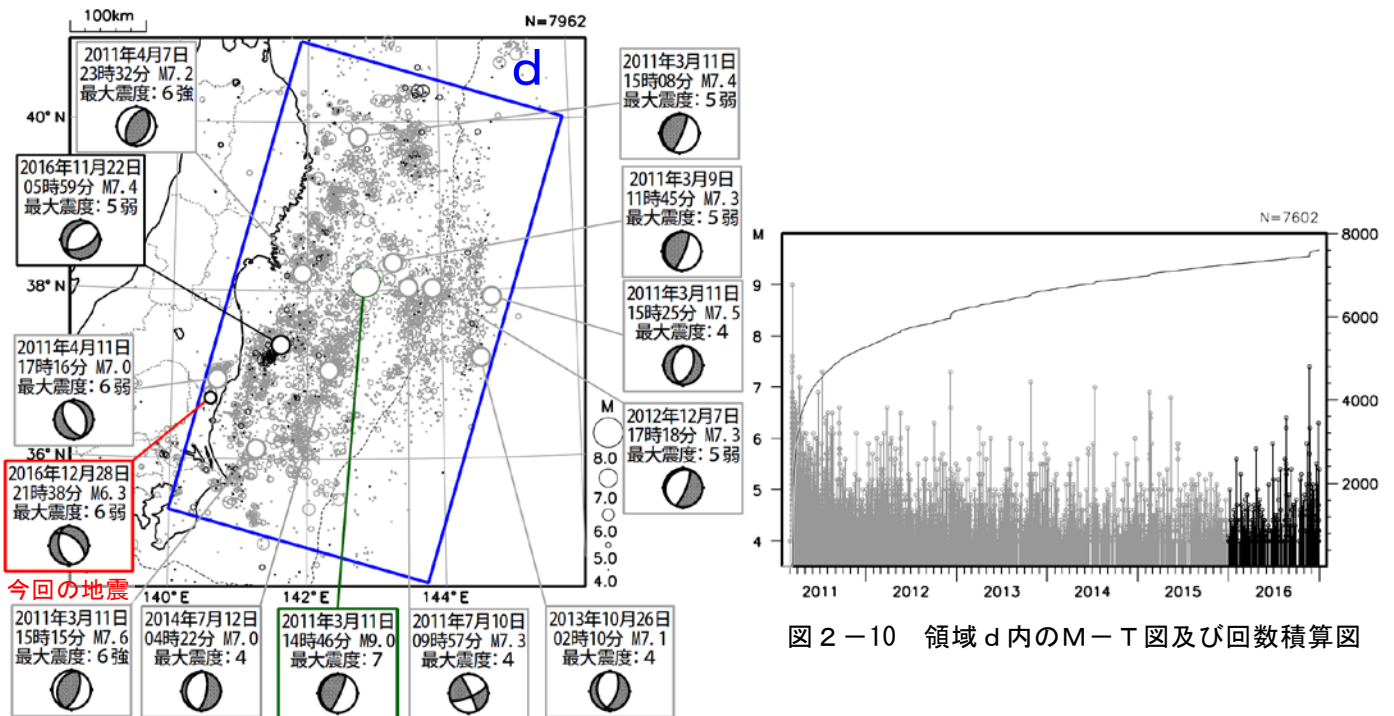 100km
N=7962
d
2011年4月7日
23時32分 M7.2
最大震度:6強
2011年3月11日
15時08分 M7.4
最大震度:5弱
40°N
2016年11月22日
05時59分 M7.4
最大震度:5弱
2011年3月9日
11時45分 M7.3
最大震度:5弱
38°N
2011年3月11日
15時25分 M7.5
最大震度:4
2011年4月11日
17時16分 M7.0
最大震度:6弱
2012年12月7日
17時18分 M7.3
最大震度:5弱
36°N
2016年12月28日
21時38分 M6.3
最大震度:6弱
今回の地震
M
8.0
7.0
6.0
5.0
4.0
140°E
142°E
144°E
2011年3月11日
15時15分 M7.6
最大震度:6強
2014年7月12日
04時22分 M7.0
最大震度:4
2011年3月11日
14時46分 M9.0
最大震度:7
2011年7月10日
09時57分 M7.3
最大震度:4
2013年10月26日
02時10分 M7.1
最大震度:4
N=7602
M
9
8
7
6
5
4
8000
6000
4000
2000
2011
2012
2013
2014
2015
2016
図2-10 領域d内のM-T図及び回数積算図